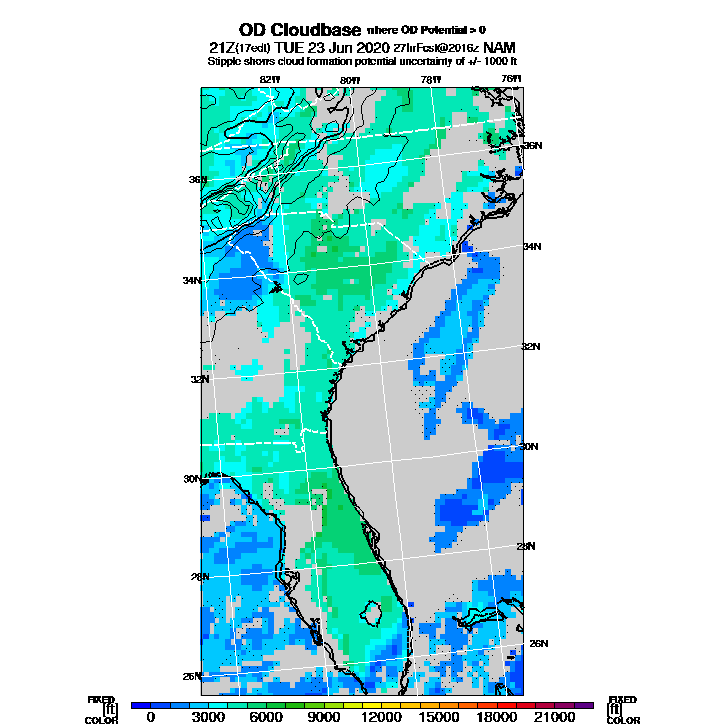 OD Cloudbase where OD Potential > 0
21Z(17edt) TUE 23 Jun 2020 27hrFcst@2016z NAM
Stipple shows cloud formation potential uncertainty of +/- 1000 ft
82W 80W 78W 76W
36N 36N
34N 34N
32N 32N
30N 30N
28N 28N
26N 26N
FIXED FIXED
[ft] [ft]
COLOR COLOR
0 3000 6000 9000 12000 15000 18000 21000